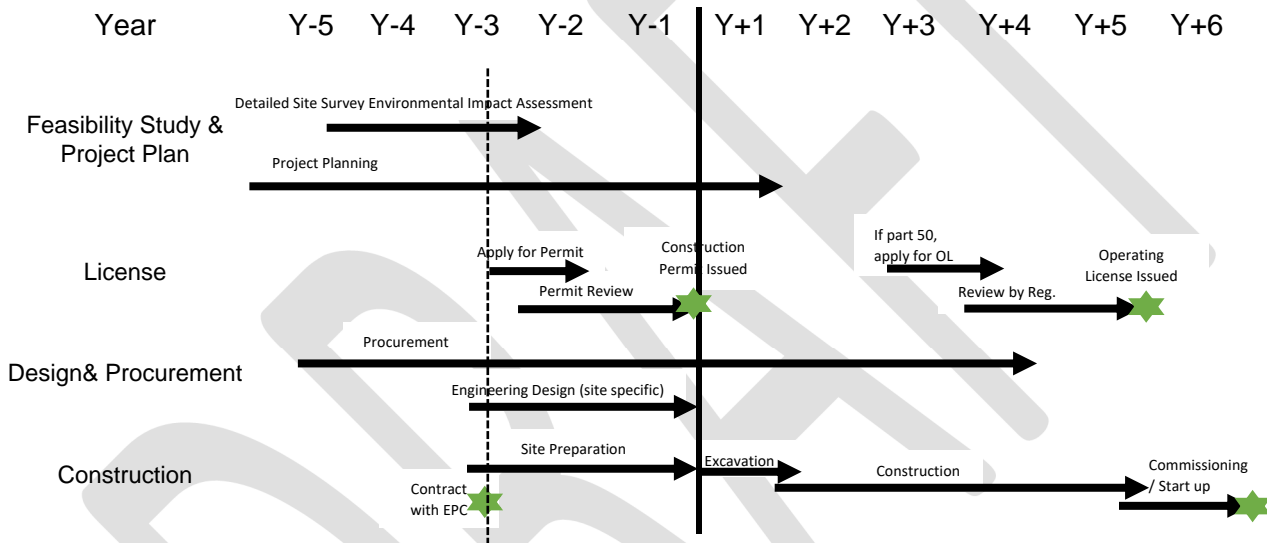 Year Y-5 Y-4 Y-3 Y-2 Y-1 Y+1 Y+2 Y+3 Y+4 Y+5 Y+6
Detailed Site Survey Environmental Impact Assessment
Feasibility Study &
Project Plan
Project Planning
License
Apply for Permit
Permit Review
Construction
Permit Issued
If part 50,
apply for OL
Review by Reg.
Operating
License Issued
Design& Procurement
Procurement
Engineering Design (site specific)
Construction
Site Preparation
Contract
with EPC
Excavation
Construction
Commissioning
/ Start up
DRAFT